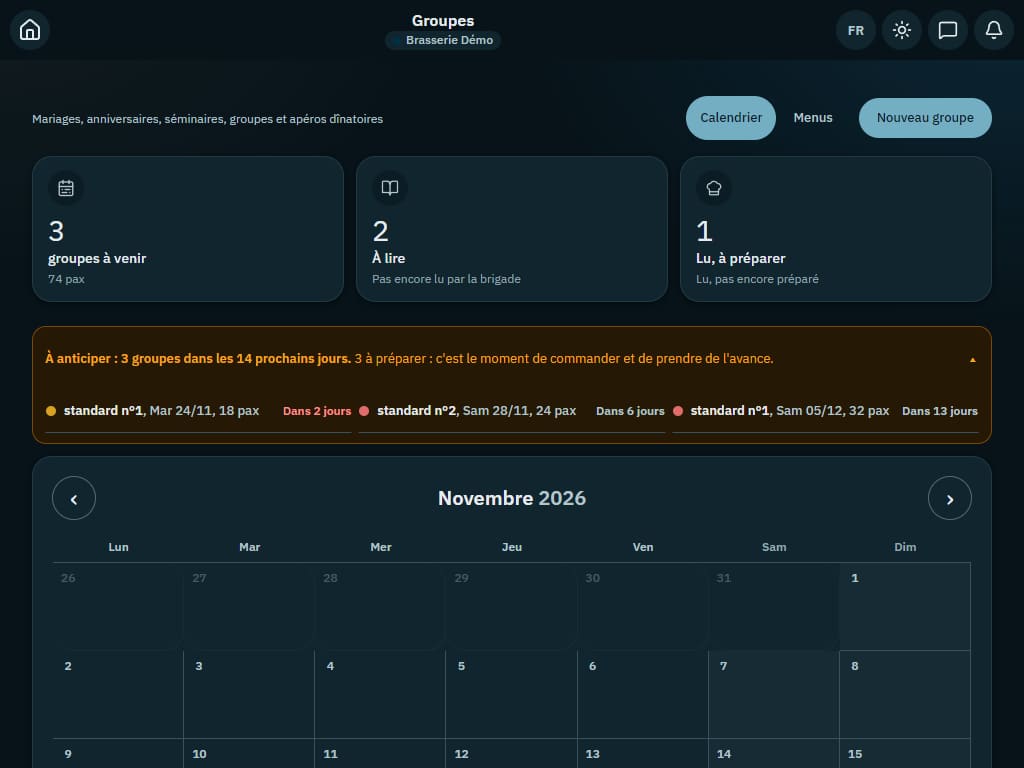 Groupes
Brasserie Démo
FR
Mariages, anniversaires, séminaires, groupes et apéros dînatoires
Calendrier
Menus
Nouveau groupe
3
groupes à venir
74 pax
2
À lire
Pas encore lu par la brigade
1
Lu, à préparer
Lu, pas encore préparé
À anticiper : 3 groupes dans les 14 prochains jours. 3 à préparer : c'est le moment de commander et de prendre de l'avance.
standard n°1, Mar 24/11, 18 pax Dans 2 jours
standard n°2, Sam 28/11, 24 pax Dans 6 jours
standard n°1, Sam 05/12, 32 pax Dans 13 jours
Novembre 2026
Lun Mar Mer Jeu Ven Sam Dim
26 27 28 29 30 31 1
2 3 4 5 6 7 8
9 10 11 12 13 14 15